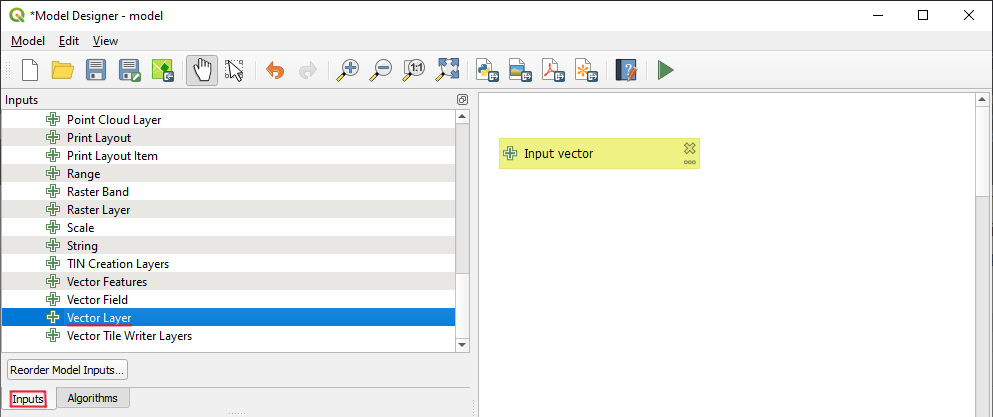 *Model Designer - model
Model Edit View
1:1
Inputs
Point Cloud Layer
Print Layout
Print Layout Item
Range
Raster Band
Raster Layer
Scale
String
TIN Creation Layers
Vector Features
Vector Field
Vector Layer
Vector Tile Writer Layers
Reorder Model Inputs...
Inputs Algorithms
Input vector